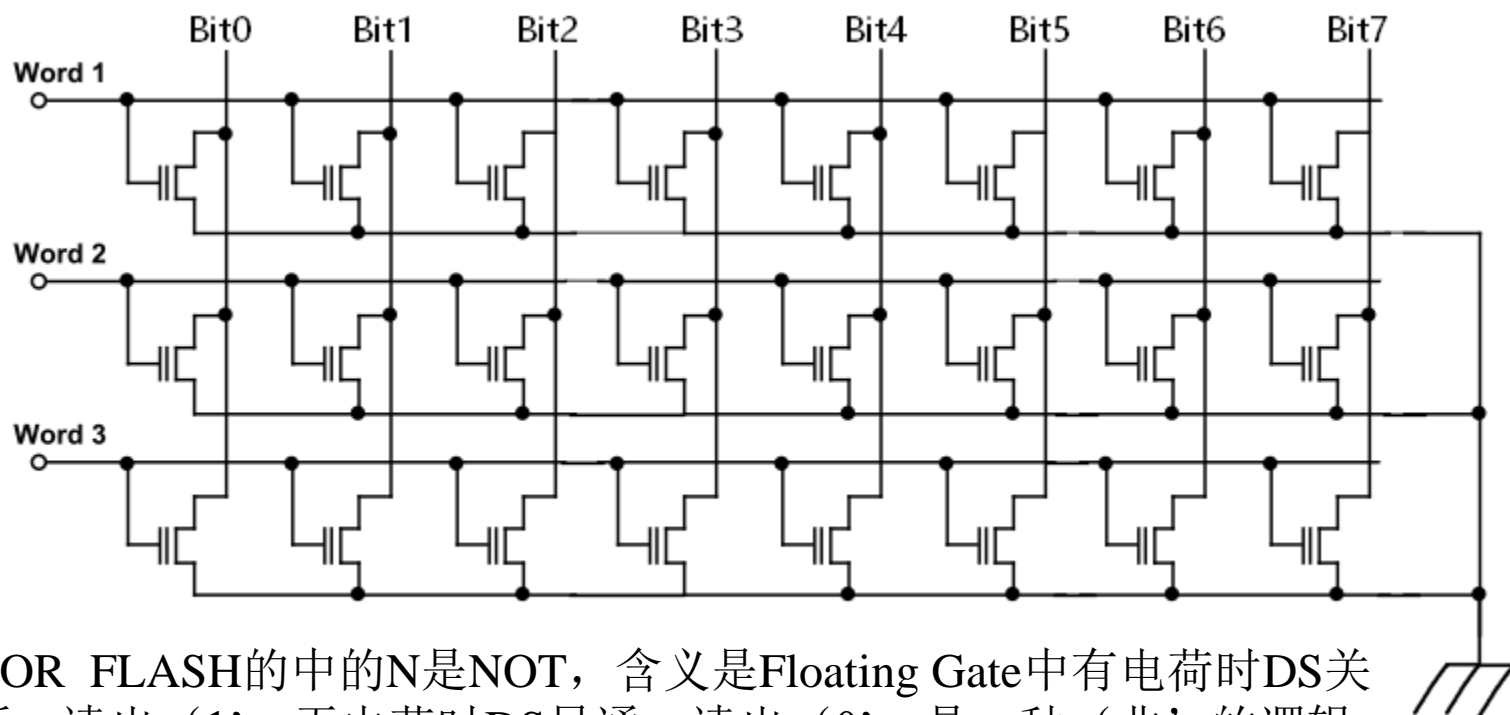 Bit0 Bit1 Bit2 Bit3 Bit4 Bit5 Bit6 Bit7
Word 1
Word 2
Word 3
OR FLASH的中的N是NOT，含义是Floating Gate中有电荷时DS关